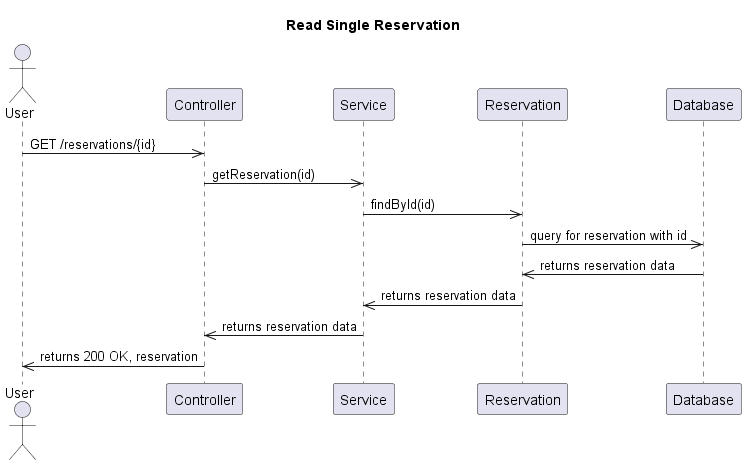 Read Single Reservation
User
Controller
Service
Reservation
Database
GET /reservations/{id}
getReservation(id)
findById(id)
query for reservation with id
returns reservation data
returns reservation data
returns reservation data
returns 200 OK, reservation
User
Controller
Service
Reservation
Database